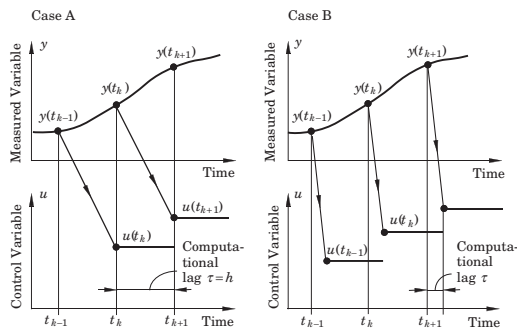 Case A
y
y(t_{k+1})
y(t_k)
y(t_{k−1})
Measured Variable
Time
u
u(t_{k+1})
u(t_k)
Control Variable
Computa-
tional
lag τ=h
t_{k−1}
t_k
t_{k+1}
Time
Case B
y
y(t_{k+1})
y(t_k)
y(t_{k−1})
Measured Variable
Time
u
u(t_k)
u(t_{k−1})
Control Variable
Computa-
tional
lag τ
t_{k−1}
t_k
t_{k+1}
Time